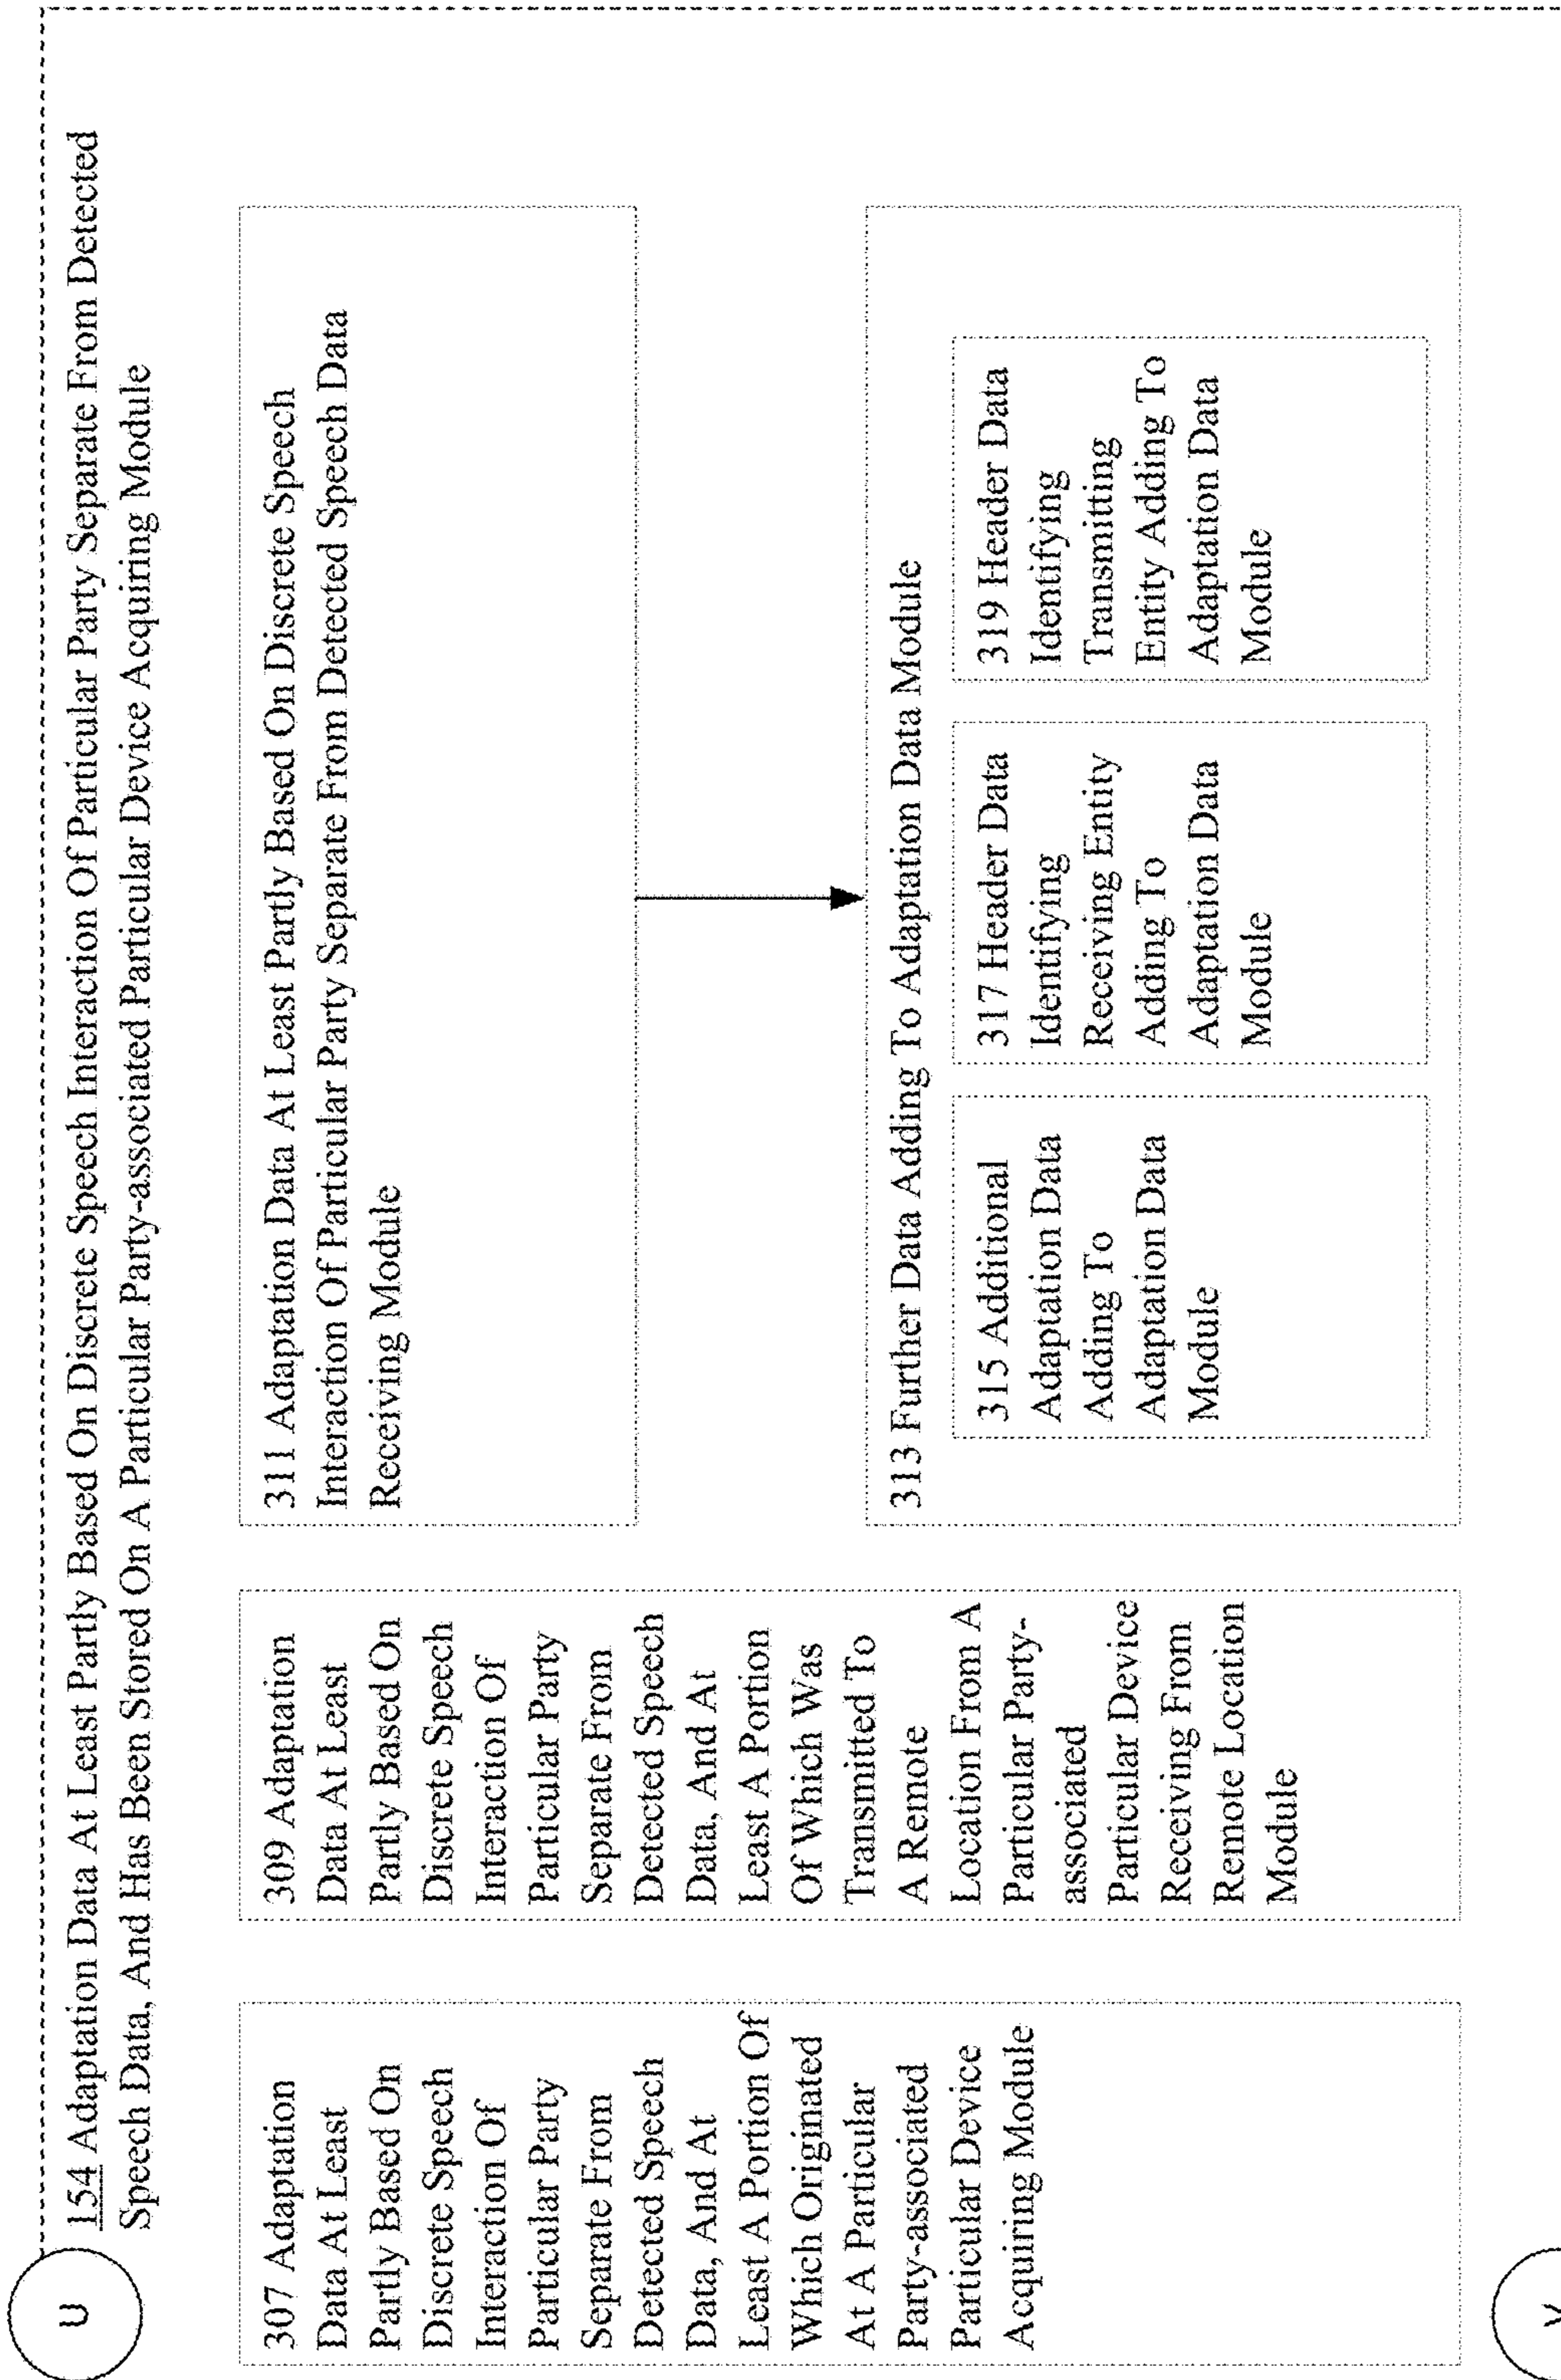 U
154 Adaptation Data At Least Partly Based On Discrete Speech Interaction Of Particular Party Separate From Detected
Speech Data, And Has Been Stored On A Particular Party-associated Particular Device Acquiring Module
307 Adaptation
Data At Least
Partly Based On
Discrete Speech
Interaction Of
Particular Party
Separate From
Detected Speech
Data, And At
Least A Portion Of
Which Originated
At A Particular
Party-associated
Particular Device
Acquiring Module
309 Adaptation
Data At Least
Partly Based On
Discrete Speech
Interaction Of
Particular Party
Separate From
Detected Speech
Data, And At
Least A Portion
Of Which Was
Transmitted To
A Remote
Location From A
Particular Party-
associated
Particular Device
Receiving From
Remote Location
Module
311 Adaptation Data At Least Partly Based On Discrete Speech
Interaction Of Particular Party Separate From Detected Speech Data
Receiving Module
313 Further Data Adding To Adaptation Data Module
315 Additional
Adaptation Data
Adding To
Adaptation Data
Module
317 Header Data
Identifying
Receiving Entity
Adding To
Adaptation Data
Module
319 Header Data
Identifying
Transmitting
Entity Adding To
Adaptation Data
Module